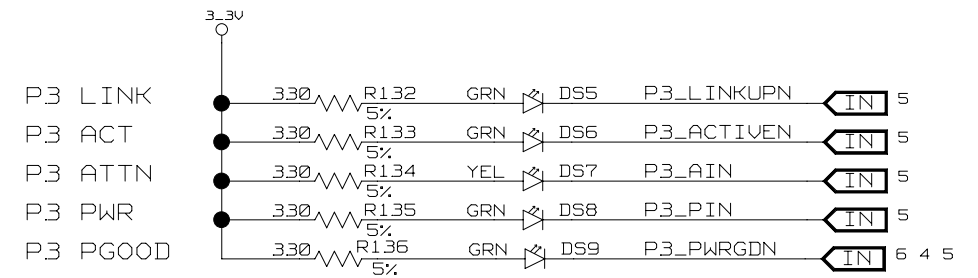 3_3V
P3 LINK 330 R132 5% GRN DS5 P3_LINKUPN IN 5
P3 ACT 330 R133 5% GRN DS6 P3_ACTIVEN IN 5
P3 ATTN 330 R134 5% YEL DS7 P3_AIN IN 5
P3 PWR 330 R135 5% GRN DS8 P3_PIN IN 5
P3 PGOOD 330 R136 5% GRN DS9 P3_PWRGDN IN 6 4 5